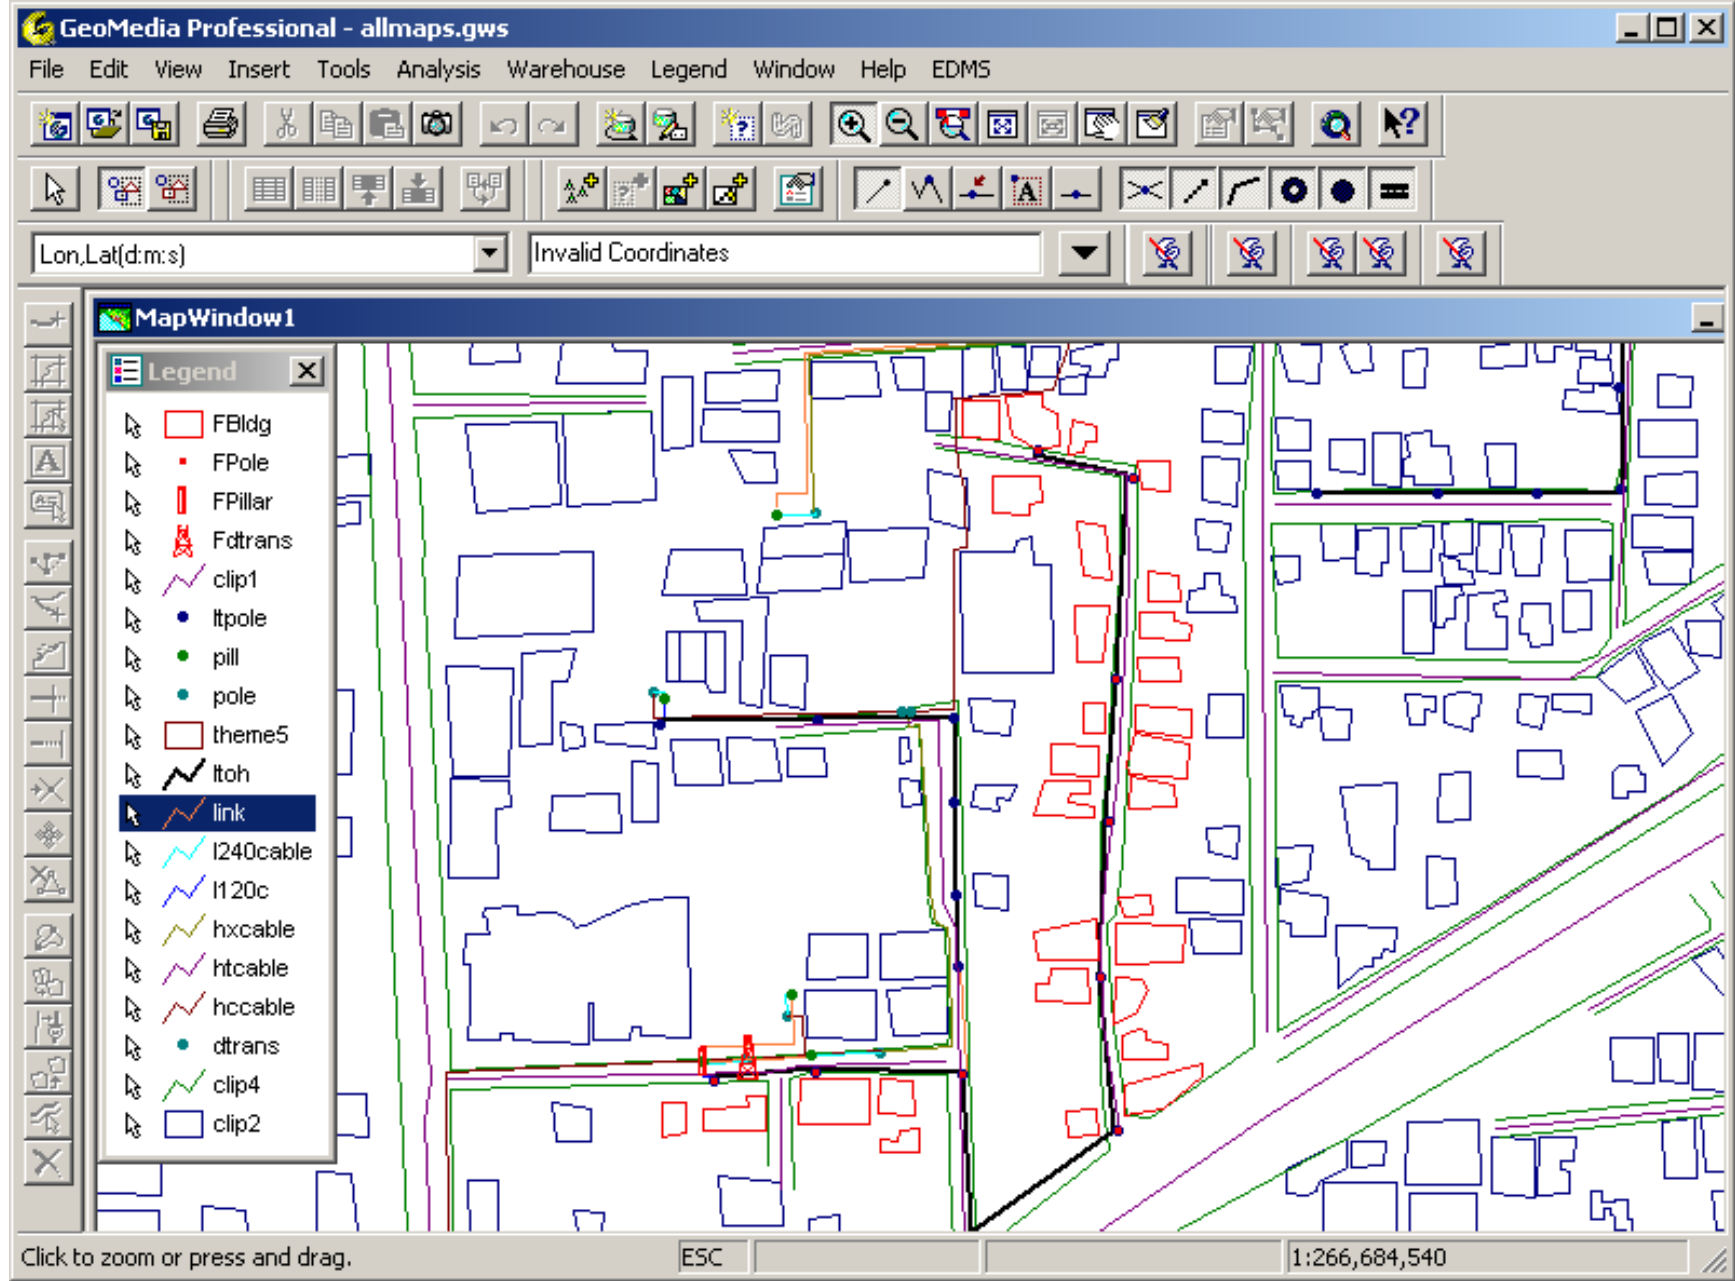 GeoMedia Professional - allmaps.gws
File Edit View Insert Tools Analysis Warehouse Legend Window Help EDMS
Lon,Lat(d:m:s) Invalid Coordinates
MapWindow1
Legend
FBldg
FPole
FPillar
Fdtrans
clip1
ltpole
pill
pole
theme5
ltoh
link
l240cable
l120c
hxcable
htcable
hccable
dtrans
clip4
clip2
Click to zoom or press and drag. ESC 1:266,684,540